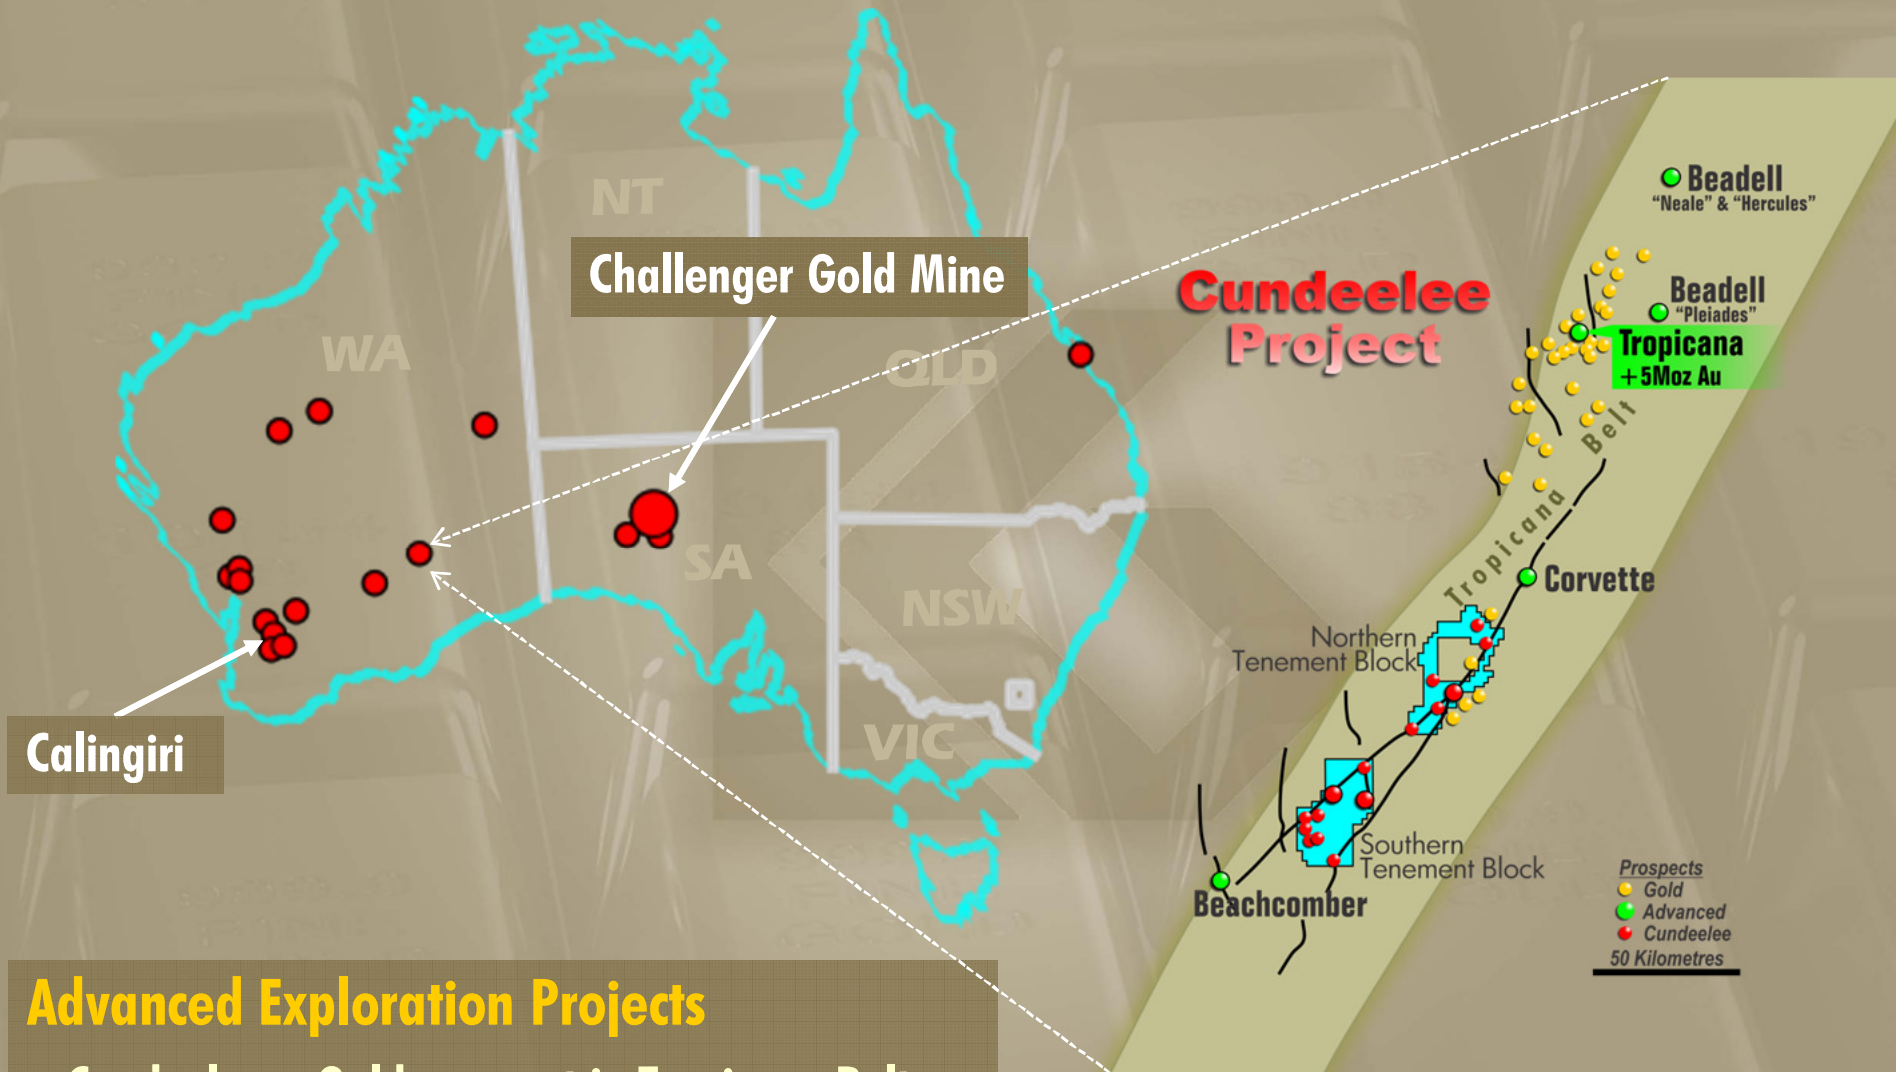 NT
Challenger Gold Mine
WA
QLD
SA
NSW
VIC
Calingiri
Cundeelee
Project
Beadell
“Neale” & “Hercules”
Beadell
“Pleiades”
Tropicana
+5Moz Au
Tropicana Belt
Corvette
Northern
Tenement Block
Southern
Tenement Block
Beachcomber
Prospects
Gold
Advanced
Cundeelee
50 Kilometres
Advanced Exploration Projects